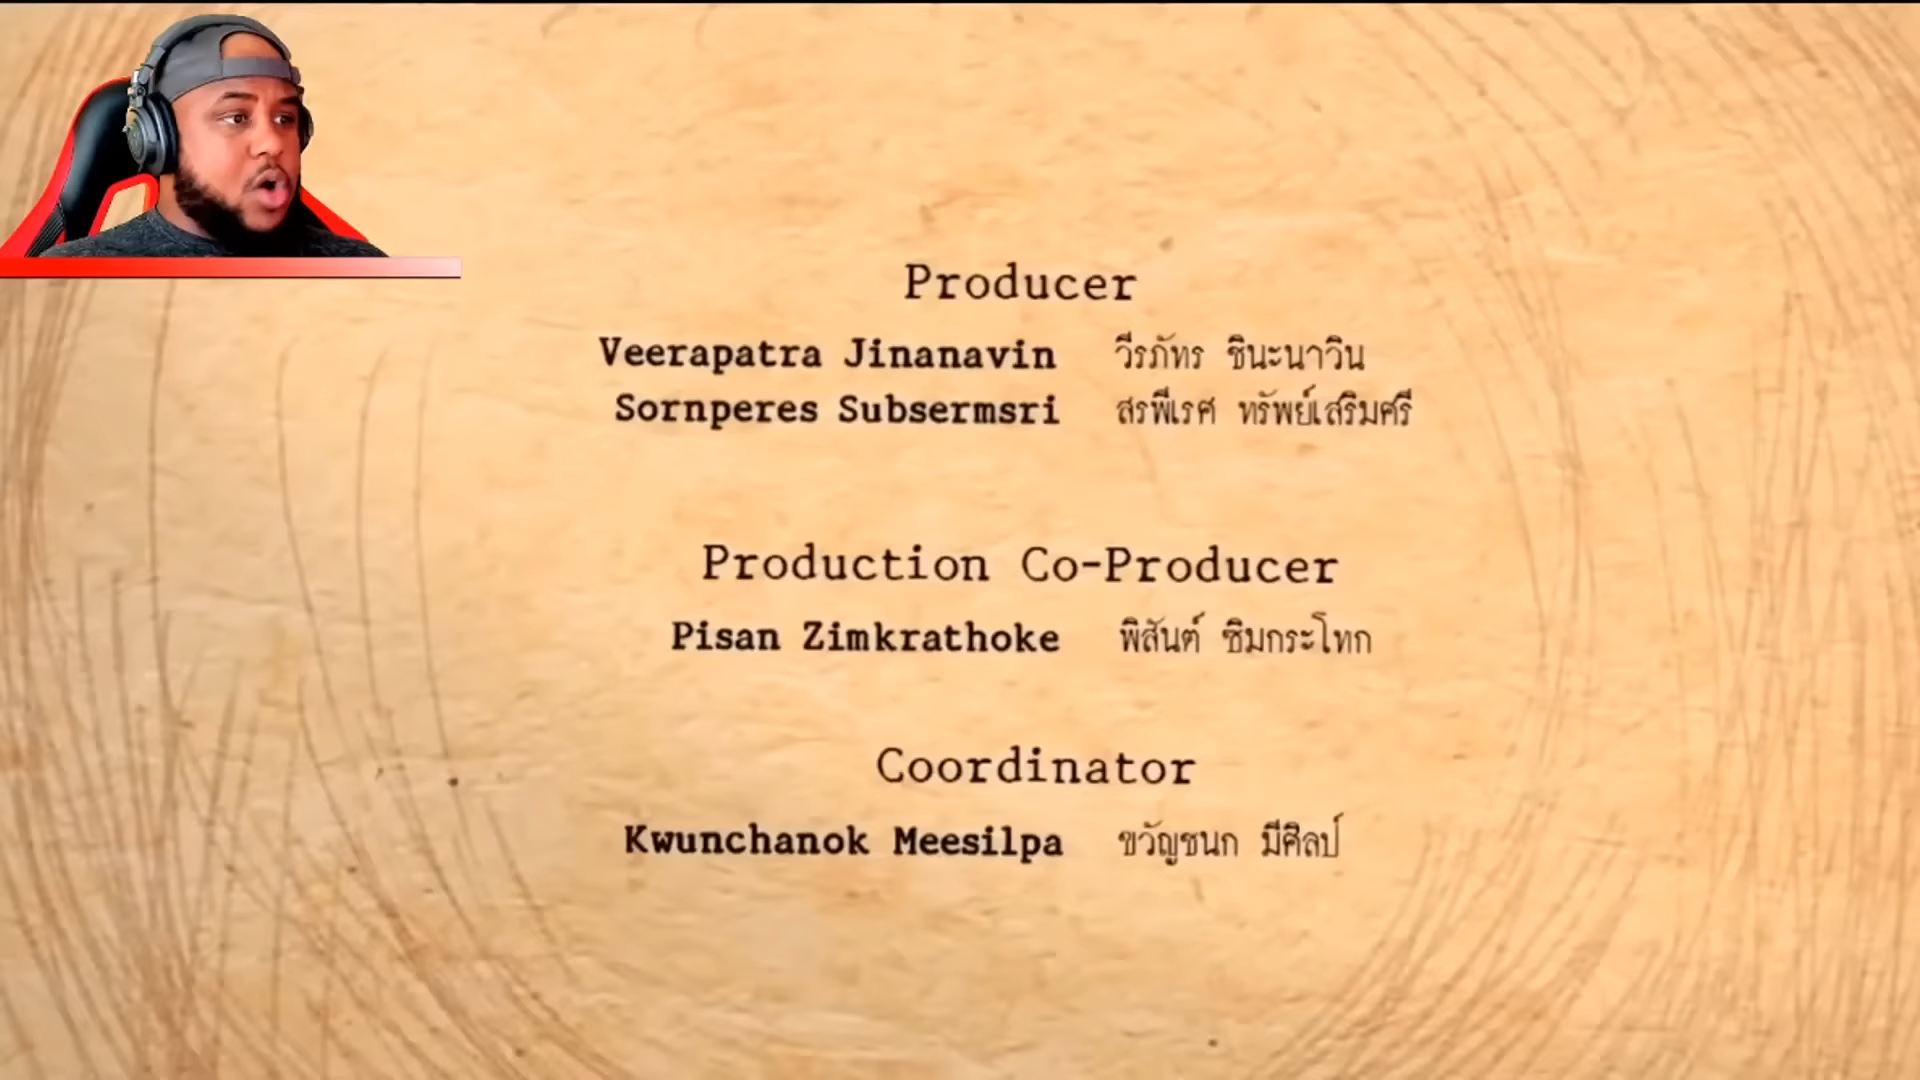 Producer
Veerapatra Jinanavin วีรภัทร ชินะนาวิน
Sornperes Subsermsri สรพีเรศ ทรัพย์เสริมศรี
Production Co-Producer
Pisan Zimkrathoke พิสันต์ ซิมกระโทก
Coordinator
Kwunchanok Meesilpa ขวัญชนก มีศิลป์